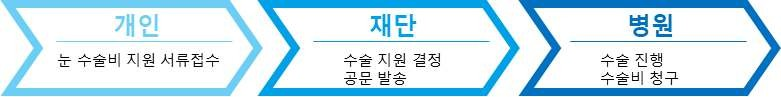 개인
눈 수술비 지원 서류접수
재단
수술 지원 결정
공문 발송
병원
수술 진행
수술비 청구